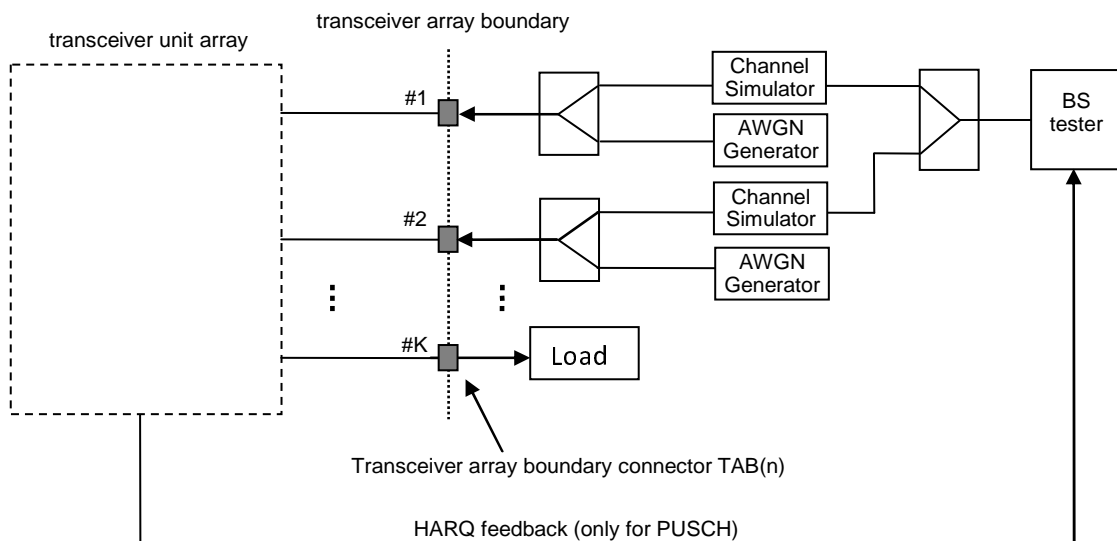 transceiver array boundary
transceiver unit array
#1
Channel
Simulator
AWGN
Generator
BS
tester
#2
Channel
Simulator
AWGN
Generator
#K
Load
Transceiver array boundary connector TAB(n)
HARQ feedback (only for PUSCH)